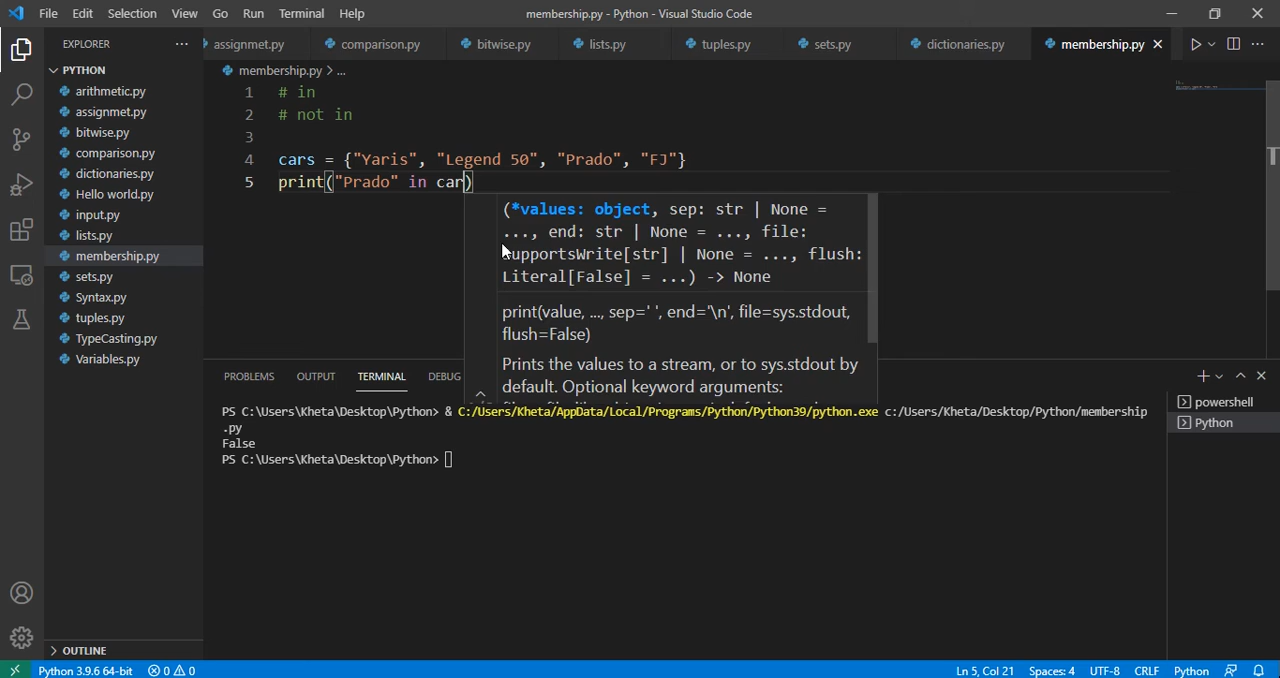 File Edit Selection View Go Run Terminal Help membership.py - Python - Visual Studio Code
EXPLORER
PYTHON
arithmetic.py
assignmet.py
bitwise.py
comparison.py
dictionaries.py
Hello world.py
input.py
lists.py
membership.py
sets.py
Syntax.py
tuples.py
TypeCasting.py
Variables.py
OUTLINE
assignmet.py comparison.py bitwise.py lists.py tuples.py sets.py dictionaries.py membership.py
membership.py > ...
1 # in
2 # not in
3
4 cars = {"Yaris", "Legend 50", "Prado", "FJ"}
5 print("Prado" in car)
(*values: object, sep: str | None =
..., end: str | None = ..., file:
SupportsWrite[str] | None = ..., flush:
Literal[False] = ...) -> None
print(value, ..., sep=' ', end='\n', file=sys.stdout,
flush=False)
Prints the values to a stream, or to sys.stdout by
default. Optional keyword arguments:
PROBLEMS OUTPUT TERMINAL DEBUG
PS C:\Users\Kheta\Desktop\Python> & C:/Users/Kheta/AppData/Local/Programs/Python/Python39/python.exe c:/Users/Kheta/Desktop/Python/membership
.py
False
PS C:\Users\Kheta\Desktop\Python>
powershell
Python
Python 3.9.6 64-bit 0 0 Ln 5, Col 21 Spaces: 4 UTF-8 CRLF Python